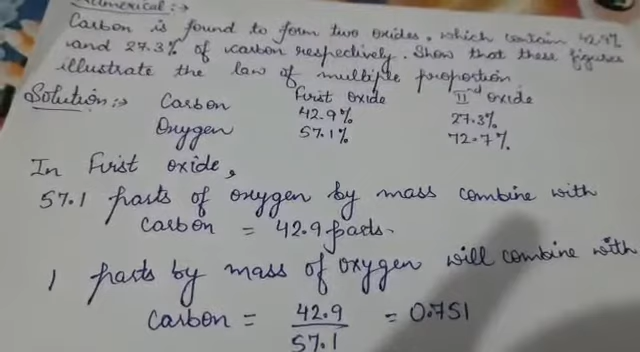 Numerical :→
Carbon is found to form two oxides, which contain 42.9%
and 27.3% of carbon respectively. Show that these figures
illustrate the law of multiple proportion
Solution :→ Carbon First oxide 42.9% IInd oxide 27.3%
Oxygen 57.1% 72.7%
In First oxide,
57.1 parts of oxygen by mass combine with
carbon = 42.9 parts.
1 parts by mass of oxygen will combine with
carbon = 42.9/57.1 = 0.751